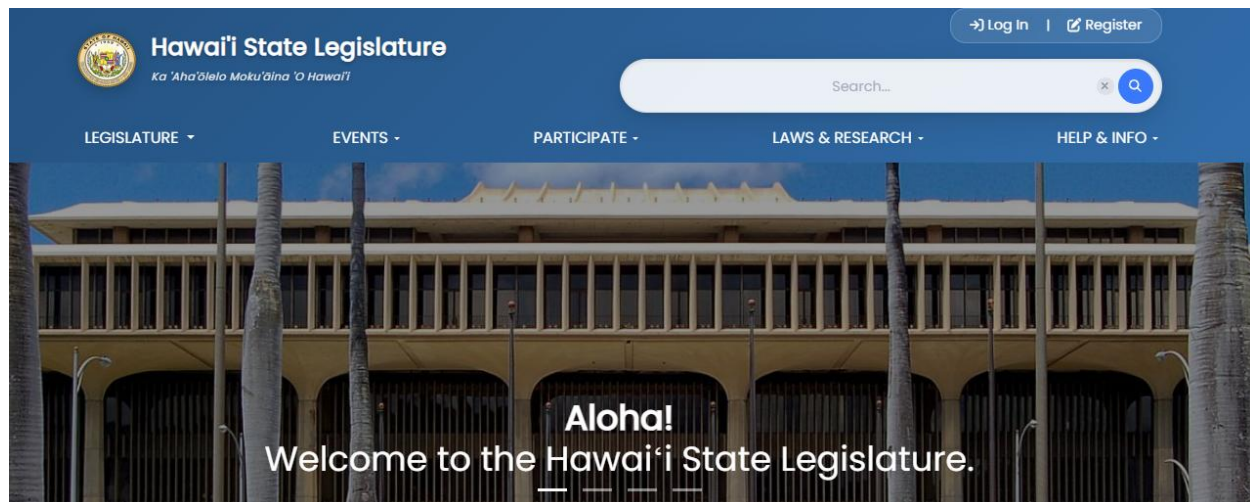 Log In | Register
Hawai'i State Legislature
Ka 'Aha'ōlelo Moku'āina 'O Hawai'i
Search...
LEGISLATURE EVENTS PARTICIPATE LAWS & RESEARCH HELP & INFO
Aloha!
Welcome to the Hawaiʻi State Legislature.